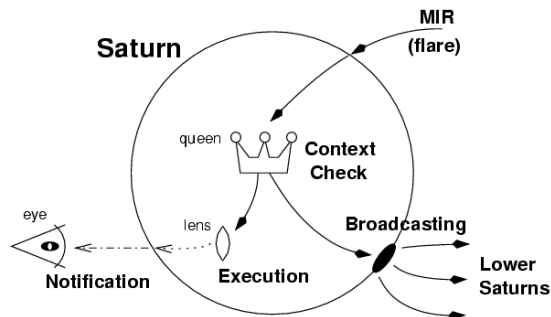 MIR
(flare)
Saturn
queen
Context
Check
eye
lens
Broadcasting
Notification
Execution
Lower
Saturns